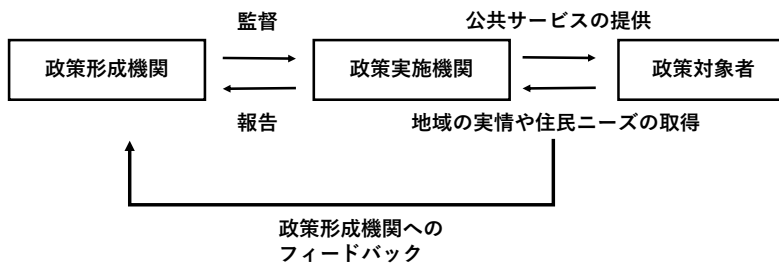 監督
公共サービスの提供
政策形成機関
政策実施機関
政策対象者
報告
地域の実情や住民ニーズの取得
政策形成機関への
フィードバック